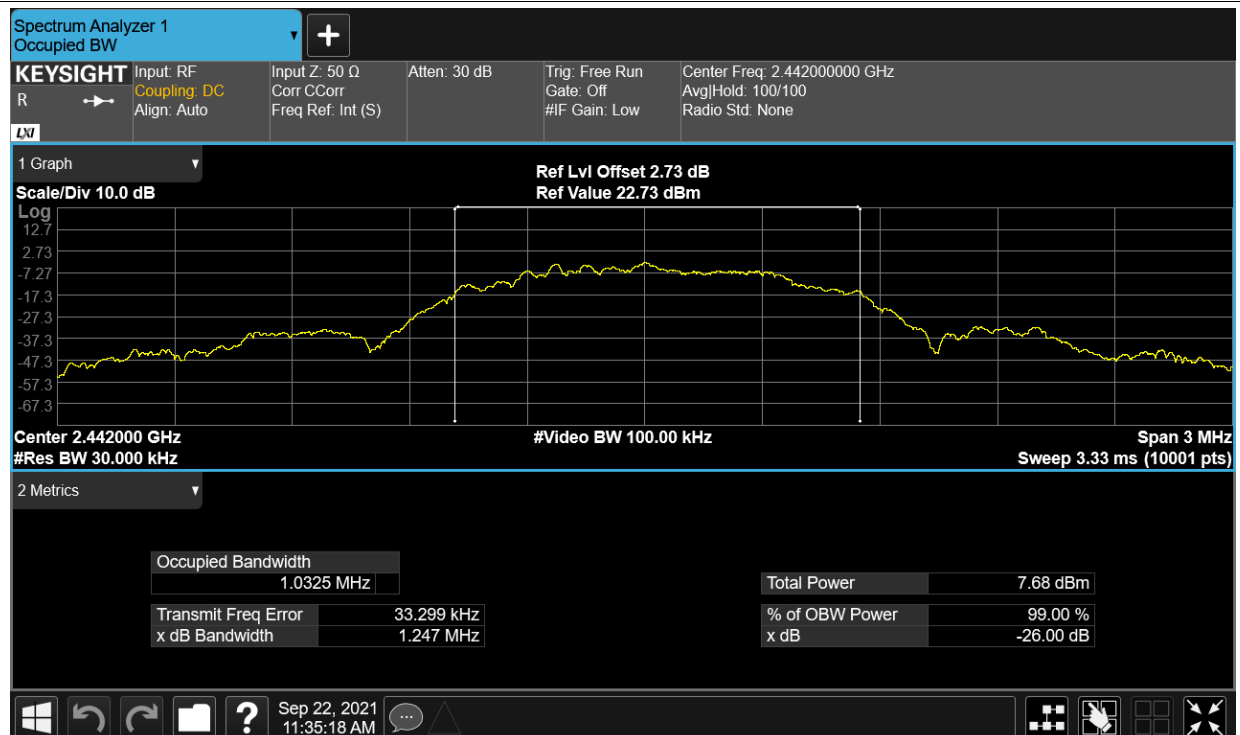 Spectrum Analyzer 1
Occupied BW
+
KEYSIGHT Input: RF Input Z: 50 Ω Atten: 30 dB Trig: Free Run Center Freq: 2.442000000 GHz
R Coupling: DC Corr CCorr Gate: Off Avg|Hold: 100/100
Align: Auto Freq Ref: Int (S) #IF Gain: Low Radio Std: None
LXI
1 Graph
Ref Lvl Offset 2.73 dB
Scale/Div 10.0 dB Ref Value 22.73 dBm
Log
12.7
2.73
-7.27
-17.3
-27.3
-37.3
-47.3
-57.3
-67.3
Center 2.442000 GHz #Video BW 100.00 kHz Span 3 MHz
#Res BW 30.000 kHz Sweep 3.33 ms (10001 pts)
2 Metrics
Occupied Bandwidth
1.0325 MHz Total Power 7.68 dBm
Transmit Freq Error 33.299 kHz % of OBW Power 99.00 %
x dB Bandwidth 1.247 MHz x dB -26.00 dB
? Sep 22, 2021
11:35:18 AM